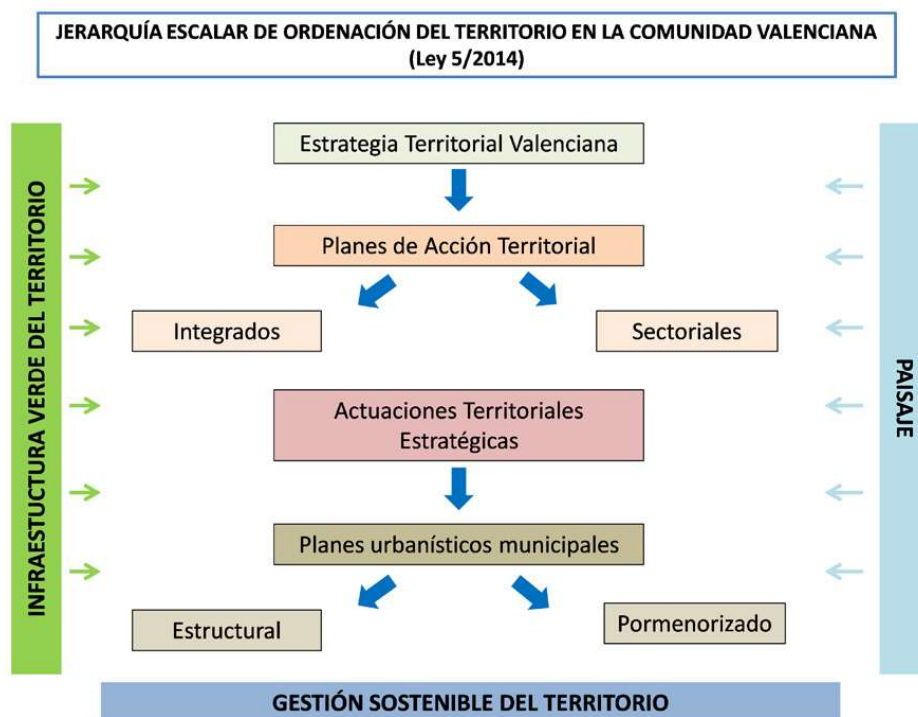 JERARQUÍA ESCALAR DE ORDENACIÓN DEL TERRITORIO EN LA COMUNIDAD VALENCIANA
(Ley 5/2014)
INFRAESTUCTURA VERDE DEL TERRITORIO
Estrategia Territorial Valenciana
Planes de Acción Territorial
Integrados
Sectoriales
Actuaciones Territoriales
Estratégicas
Planes urbanísticos municipales
Estructural
Pormenorizado
PAISAJE
GESTIÓN SOSTENIBLE DEL TERRITORIO